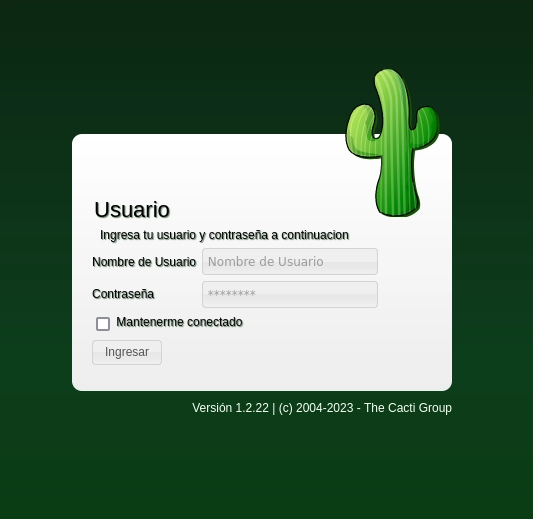 Usuario
Ingresa tu usuario y contraseña a continuacion
Nombre de Usuario Nombre de Usuario
Contraseña ********
Mantenerme conectado
Ingresar
Versión 1.2.22 | (c) 2004-2023 - The Cacti Group